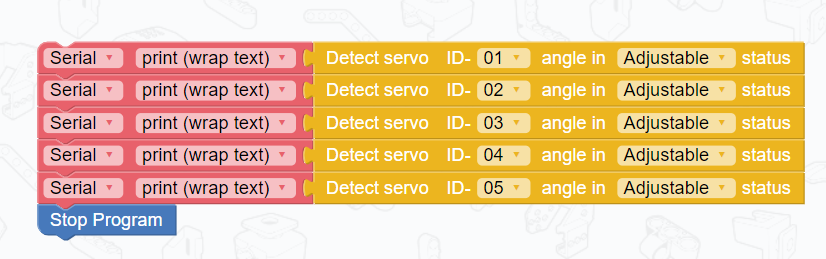 Serial print (wrap text) Detect servo ID- 01 angle in Adjustable status
Serial print (wrap text) Detect servo ID- 02 angle in Adjustable status
Serial print (wrap text) Detect servo ID- 03 angle in Adjustable status
Serial print (wrap text) Detect servo ID- 04 angle in Adjustable status
Serial print (wrap text) Detect servo ID- 05 angle in Adjustable status
Stop Program